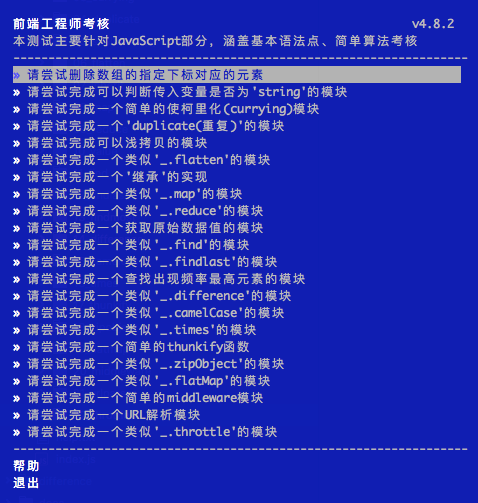 前端工程师考核 v4.8.2
本测试主要针对JavaScript部分，涵盖基本语法点、简单算法考核
» 请尝试删除数组的指定下标对应的元素
» 请尝试完成可以判断传入变量是否为'string'的模块
» 请尝试完成一个简单的使柯里化(currying)模块
» 请尝试完成一个'duplicate(重复)'的模块
» 请尝试完成可以浅拷贝的模块
» 请尝试完成一个类似'_.flatten'的模块
» 请尝试完成一个'继承'的实现
» 请尝试完成一个类似'_.map'的模块
» 请尝试完成一个类似'_.reduce'的模块
» 请尝试完成一个获取原始数据值的模块
» 请尝试完成一个类似'_.find'的模块
» 请尝试完成一个类似'_.findlast'的模块
» 请尝试完成一个查找出现频率最高元素的模块
» 请尝试完成一个类似'_.difference'的模块
» 请尝试完成一个类似'_.camelCase'的模块
» 请尝试完成一个类似'_.times'的模块
» 请尝试完成一个简单的thunkify函数
» 请尝试完成一个类似'_.zipObject'的模块
» 请尝试完成一个类似'_.flatMap'的模块
» 请尝试完成一个简单的middleware模块
» 请尝试完成一个URL解析模块
» 请尝试完成一个类似'_.throttle'的模块
帮助
退出